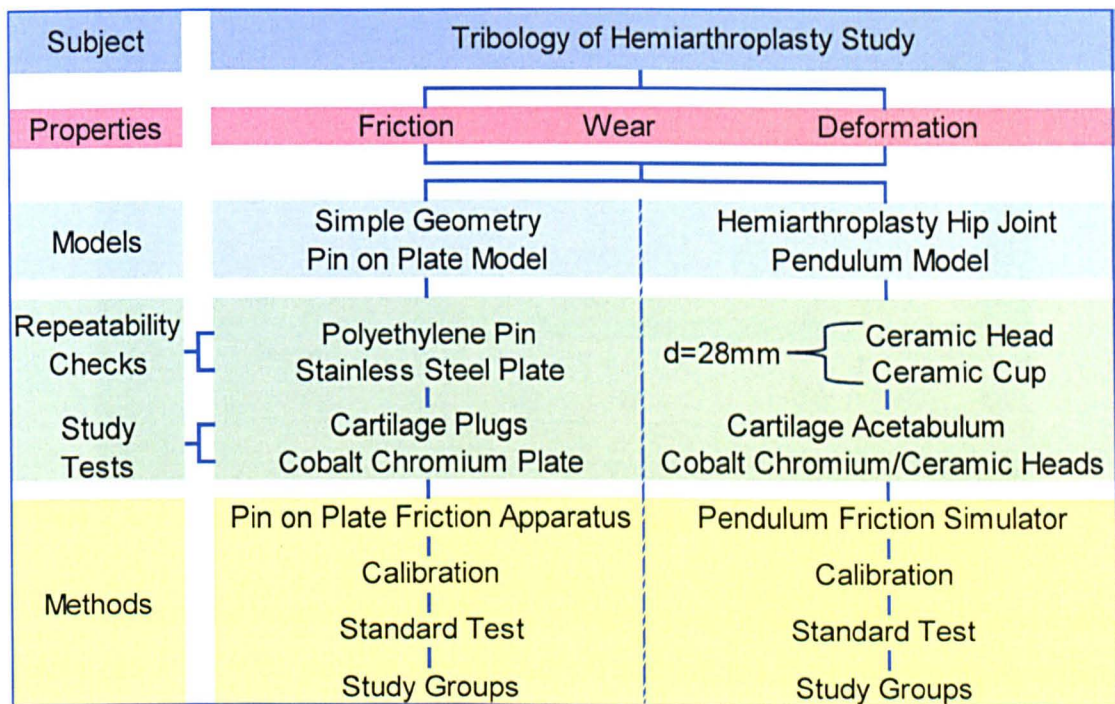 Subject
Tribology of Hemiarthroplasty Study
Properties
Friction Wear Deformation
Models
Simple Geometry
Pin on Plate Model
Hemiarthroplasty Hip Joint
Pendulum Model
Repeatability
Checks
Polyethylene Pin
Stainless Steel Plate
d=28mm
Ceramic Head
Ceramic Cup
Study
Tests
Cartilage Plugs
Cobalt Chromium Plate
Cartilage Acetabulum
Cobalt Chromium/Ceramic Heads
Methods
Pin on Plate Friction Apparatus
Calibration
Standard Test
Study Groups
Pendulum Friction Simulator
Calibration
Standard Test
Study Groups